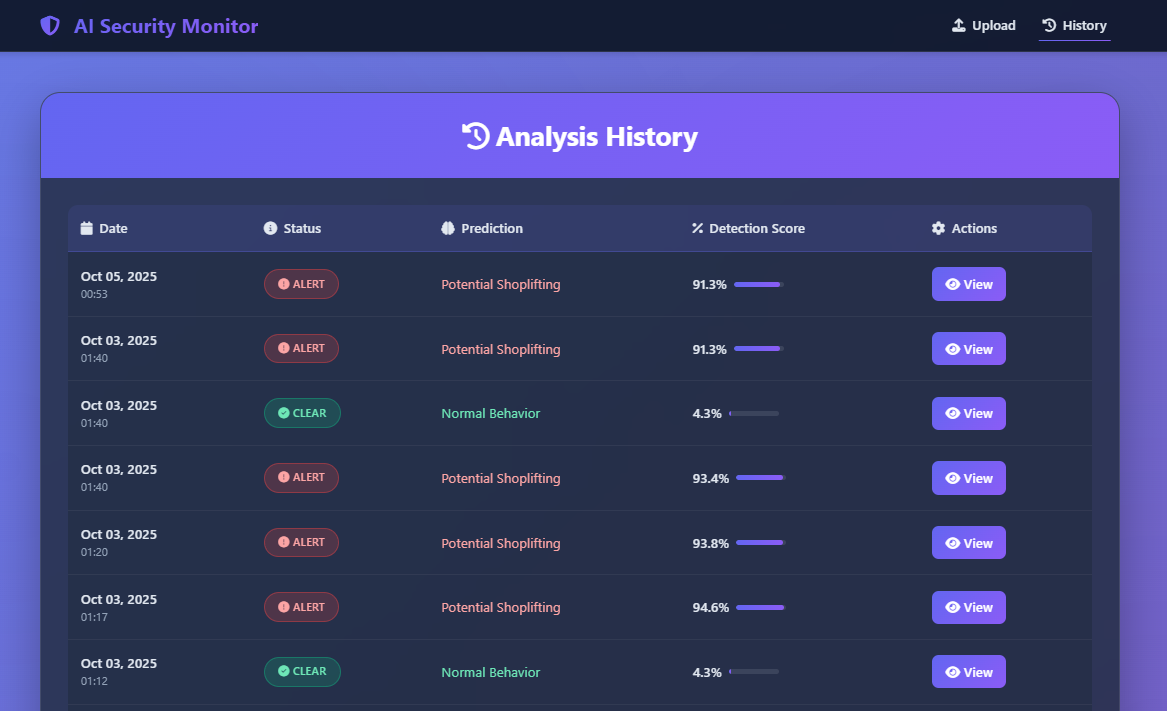 AI Security Monitor Upload History
Analysis History
Date Status Prediction Detection Score Actions
Oct 05, 2025
00:53
ALERT Potential Shoplifting 91.3% View
Oct 03, 2025
01:40
ALERT Potential Shoplifting 91.3% View
Oct 03, 2025
01:40
CLEAR Normal Behavior 4.3% View
Oct 03, 2025
01:40
ALERT Potential Shoplifting 93.4% View
Oct 03, 2025
01:20
ALERT Potential Shoplifting 93.8% View
Oct 03, 2025
01:17
ALERT Potential Shoplifting 94.6% View
Oct 03, 2025
01:12
CLEAR Normal Behavior 4.3% View